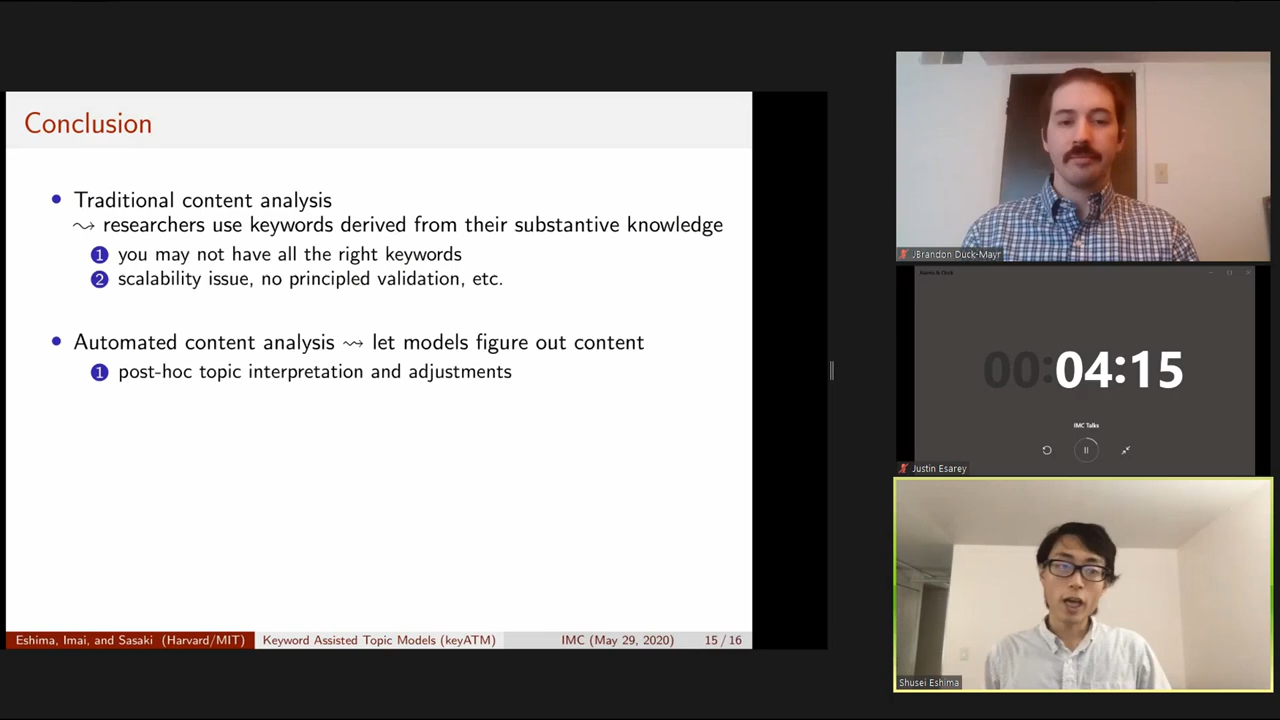 Conclusion
• Traditional content analysis
⇝ researchers use keywords derived from their substantive knowledge
1 you may not have all the right keywords
2 scalability issue, no principled validation, etc.
• Automated content analysis ⇝ let models figure out content
1 post-hoc topic interpretation and adjustments
Eshima, Imai, and Sasaki (Harvard/MIT) Keyword Assisted Topic Models (keyATM) IMC (May 29, 2020) 15 / 16
JBrandon Duck-Mayr
Alarms & Clock
00:04:15
IMC Talks
Justin Esarey
Shusei Eshima